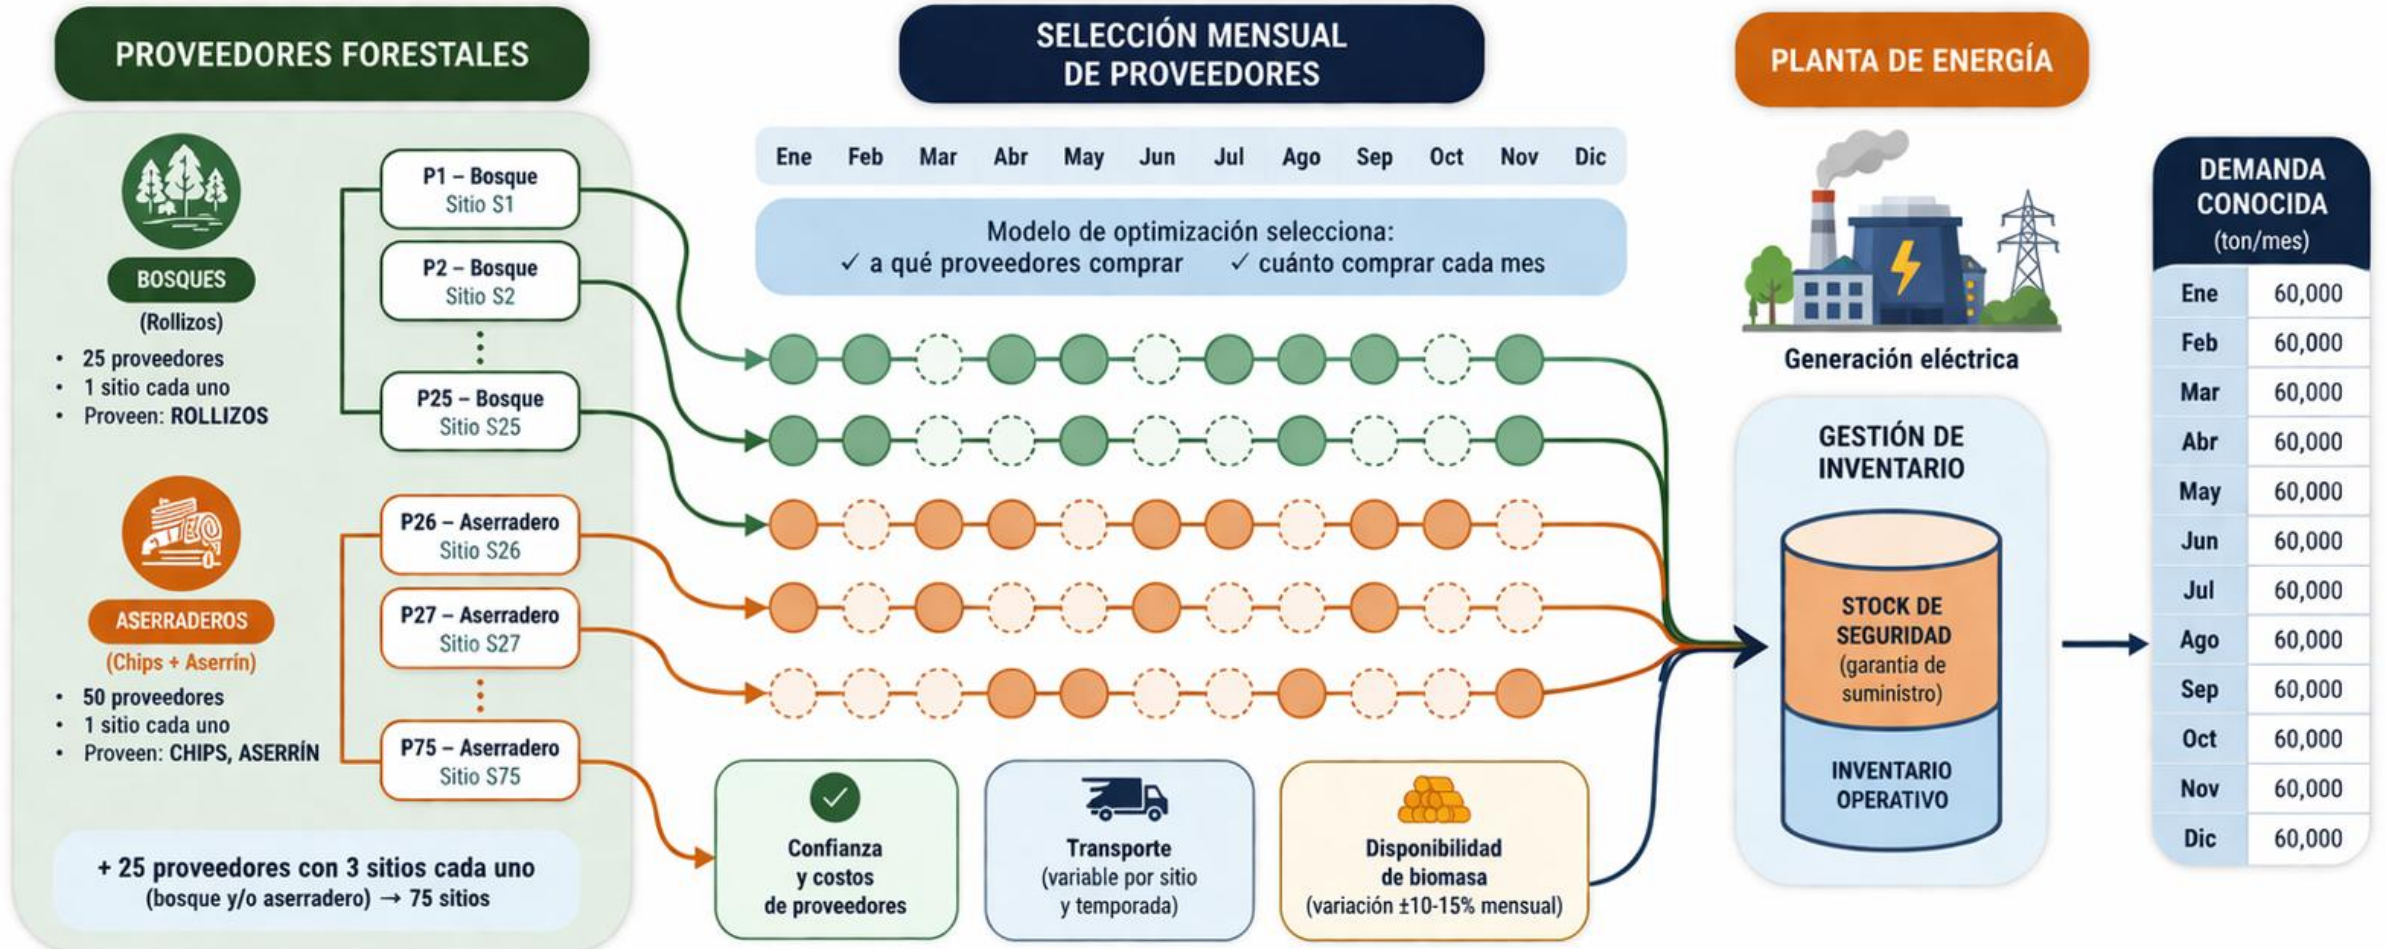 PROVEEDORES FORESTALES
BOSQUES
(Rollizos)
• 25 proveedores
• 1 sitio cada uno
• Proveen: ROLLIZOS
P1 – Bosque
Sitio S1
P2 – Bosque
Sitio S2
P25 – Bosque
Sitio S25
ASERRADEROS
(Chips + Aserrín)
• 50 proveedores
• 1 sitio cada uno
• Proveen: CHIPS, ASERRÍN
P26 – Aserradero
Sitio S26
P27 – Aserradero
Sitio S27
P75 – Aserradero
Sitio S75
+ 25 proveedores con 3 sitios cada uno
(bosque y/o aserradero) → 75 sitios
SELECCIÓN MENSUAL
DE PROVEEDORES
Ene Feb Mar Abr May Jun Jul Ago Sep Oct Nov Dic
Modelo de optimización selecciona:
✓ a qué proveedores comprar ✓ cuánto comprar cada mes
Confianza
y costos
de proveedores
Transporte
(variable por sitio
y temporada)
Disponibilidad
de biomasa
(variación ±10-15% mensual)
PLANTA DE ENERGÍA
Generación eléctrica
GESTIÓN DE
INVENTARIO
STOCK DE
SEGURIDAD
(garantía de
suministro)
INVENTARIO
OPERATIVO
DEMANDA
CONOCIDA
(ton/mes)
Ene 60,000
Feb 60,000
Mar 60,000
Abr 60,000
May 60,000
Jun 60,000
Jul 60,000
Ago 60,000
Sep 60,000
Oct 60,000
Nov 60,000
Dic 60,000